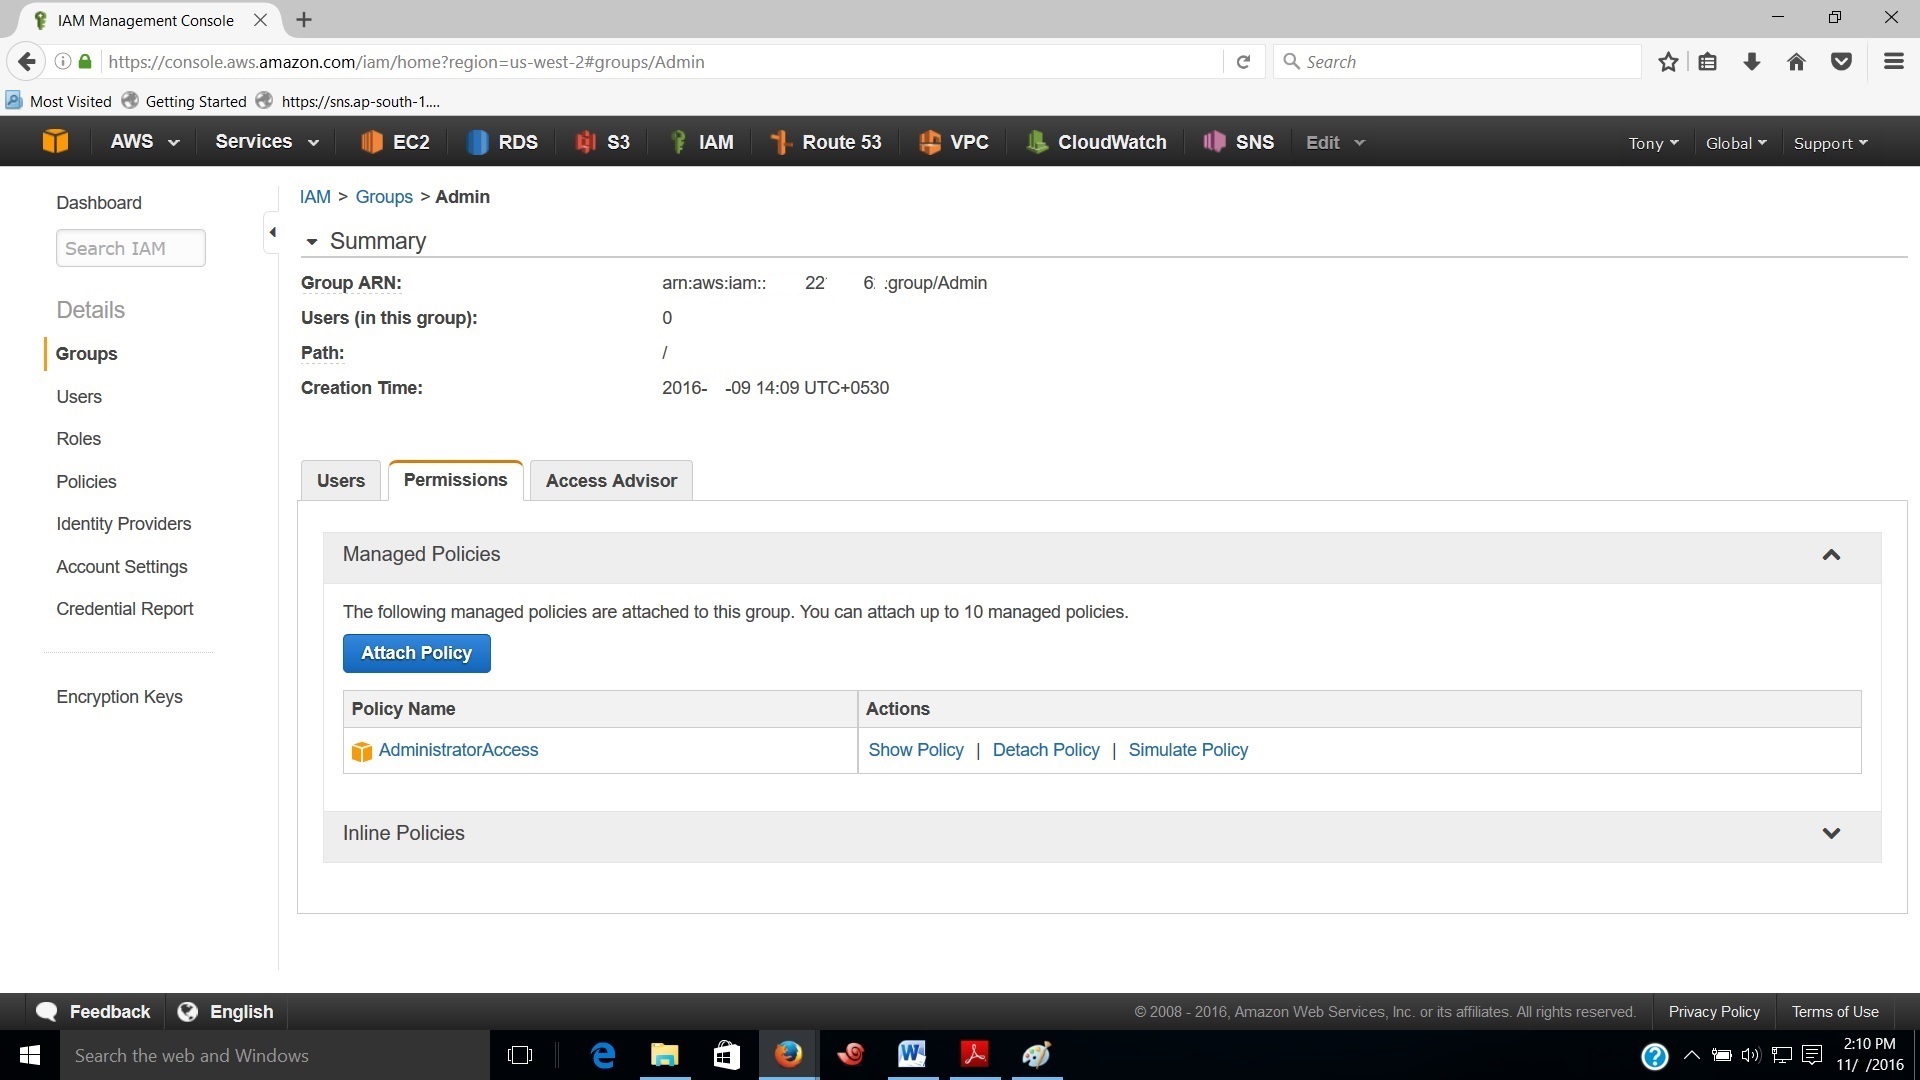 IAM Management Console
https://console.aws.amazon.com/iam/home?region=us-west-2#groups/Admin
Search
Most Visited Getting Started https://sns.ap-south-1....
AWS Services EC2 RDS S3 IAM Route 53 VPC CloudWatch SNS Edit Tony Global Support
Dashboard
Search IAM
Details
Groups
Users
Roles
Policies
Identity Providers
Account Settings
Credential Report
Encryption Keys
IAM > Groups > Admin
Summary
Group ARN: arn:aws:iam:: 22 6 :group/Admin
Users (in this group): 0
Path: /
Creation Time: 2016- -09 14:09 UTC+0530
Users Permissions Access Advisor
Managed Policies
The following managed policies are attached to this group. You can attach up to 10 managed policies.
Attach Policy
Policy Name Actions
AdministratorAccess Show Policy | Detach Policy | Simulate Policy
Inline Policies
Feedback English © 2008 - 2016, Amazon Web Services, Inc. or its affiliates. All rights reserved. Privacy Policy Terms of Use
Search the web and Windows
2:10 PM
11/ /2016